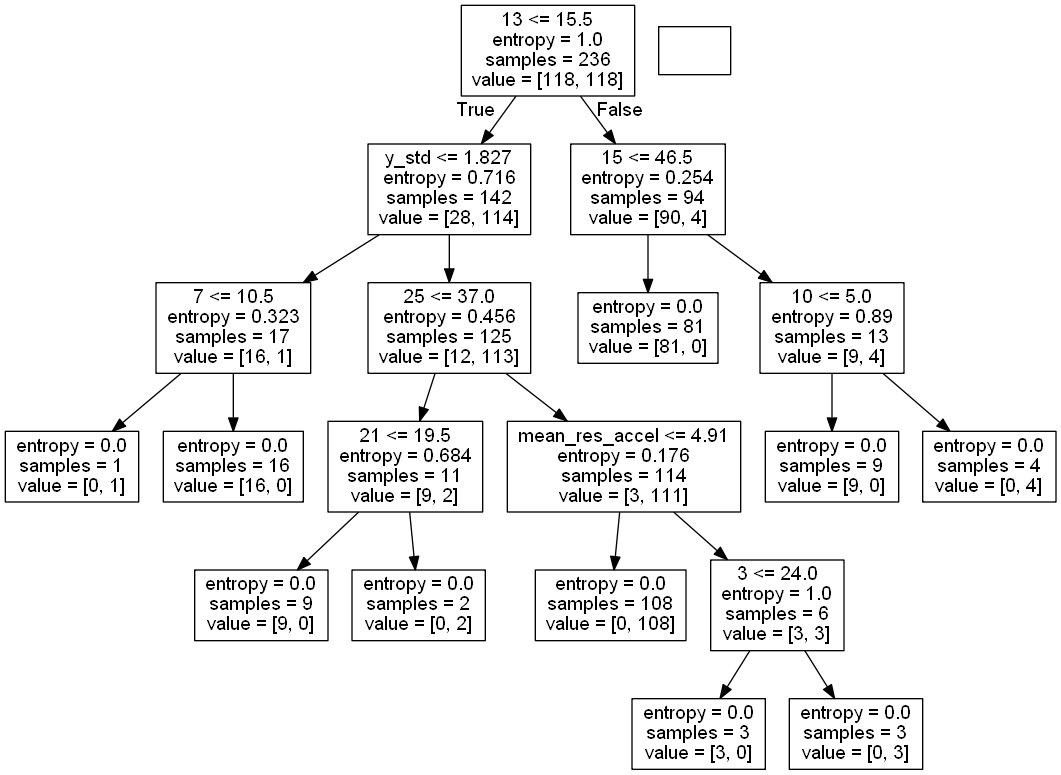 13 <= 15.5
entropy = 1.0
samples = 236
value = [118, 118]
True
False
y_std <= 1.827
entropy = 0.716
samples = 142
value = [28, 114]
15 <= 46.5
entropy = 0.254
samples = 94
value = [90, 4]
7 <= 10.5
entropy = 0.323
samples = 17
value = [16, 1]
25 <= 37.0
entropy = 0.456
samples = 125
value = [12, 113]
entropy = 0.0
samples = 81
value = [81, 0]
10 <= 5.0
entropy = 0.89
samples = 13
value = [9, 4]
entropy = 0.0
samples = 1
value = [0, 1]
entropy = 0.0
samples = 16
value = [16, 0]
21 <= 19.5
entropy = 0.684
samples = 11
value = [9, 2]
mean_res_accel <= 4.91
entropy = 0.176
samples = 114
value = [3, 111]
entropy = 0.0
samples = 9
value = [9, 0]
entropy = 0.0
samples = 4
value = [0, 4]
entropy = 0.0
samples = 9
value = [9, 0]
entropy = 0.0
samples = 2
value = [0, 2]
entropy = 0.0
samples = 108
value = [0, 108]
3 <= 24.0
entropy = 1.0
samples = 6
value = [3, 3]
entropy = 0.0
samples = 3
value = [3, 0]
entropy = 0.0
samples = 3
value = [0, 3]